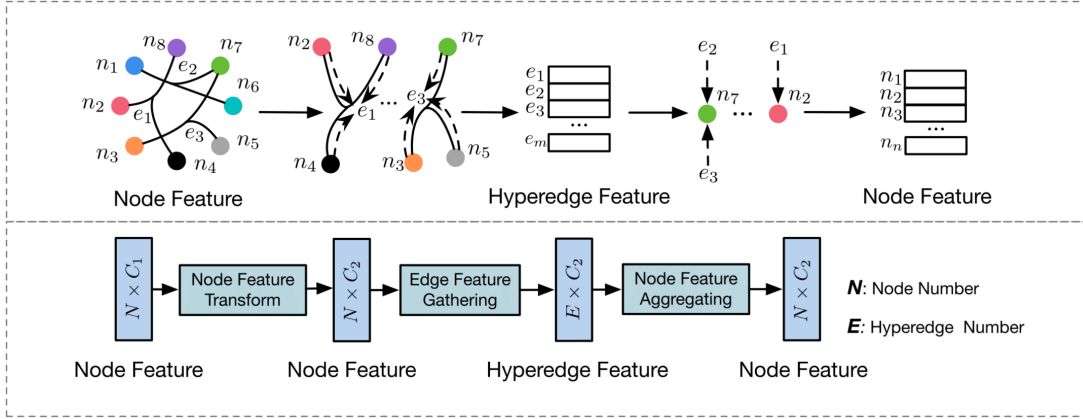 n₈ n₇ n₂ n₈ n₇ e₂ e₁
n₁ e₂ n₆ e₁ n₁
n₂ e₁ e₁ ... e₃ e₂ n₇ ... n₂ n₂
e₃ n₅ e₃ n₃
n₃ n₄ n₄ n₃ n₅ ... ...
eₘ e₃ nₙ
Node Feature Hyperedge Feature Node Feature
N × C₁ Node Feature Transform N × C₂ Edge Feature Gathering E × C₂ Node Feature Aggregating N × C₂
N: Node Number
E: Hyperedge Number
Node Feature Node Feature Hyperedge Feature Node Feature